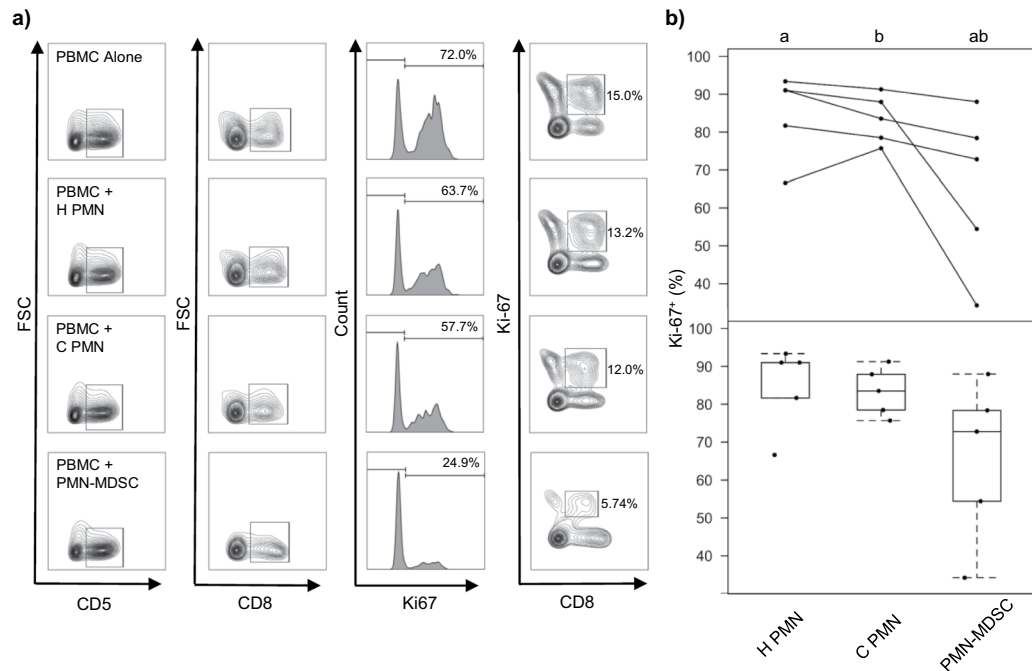 a)
PBMC Alone
72.0%
15.0%
PBMC +
H PMN
63.7%
13.2%
PBMC +
C PMN
57.7%
12.0%
PBMC +
PMN-MDSC
24.9%
5.74%
FSC
FSC
Count
Ki-67
CD5
CD8
Ki67
CD8
b)
a b ab
100
90
80
70
60
50
40
Ki-67+ (%)
100
90
80
70
60
50
40
H PMN
C PMN
PMN-MDSC